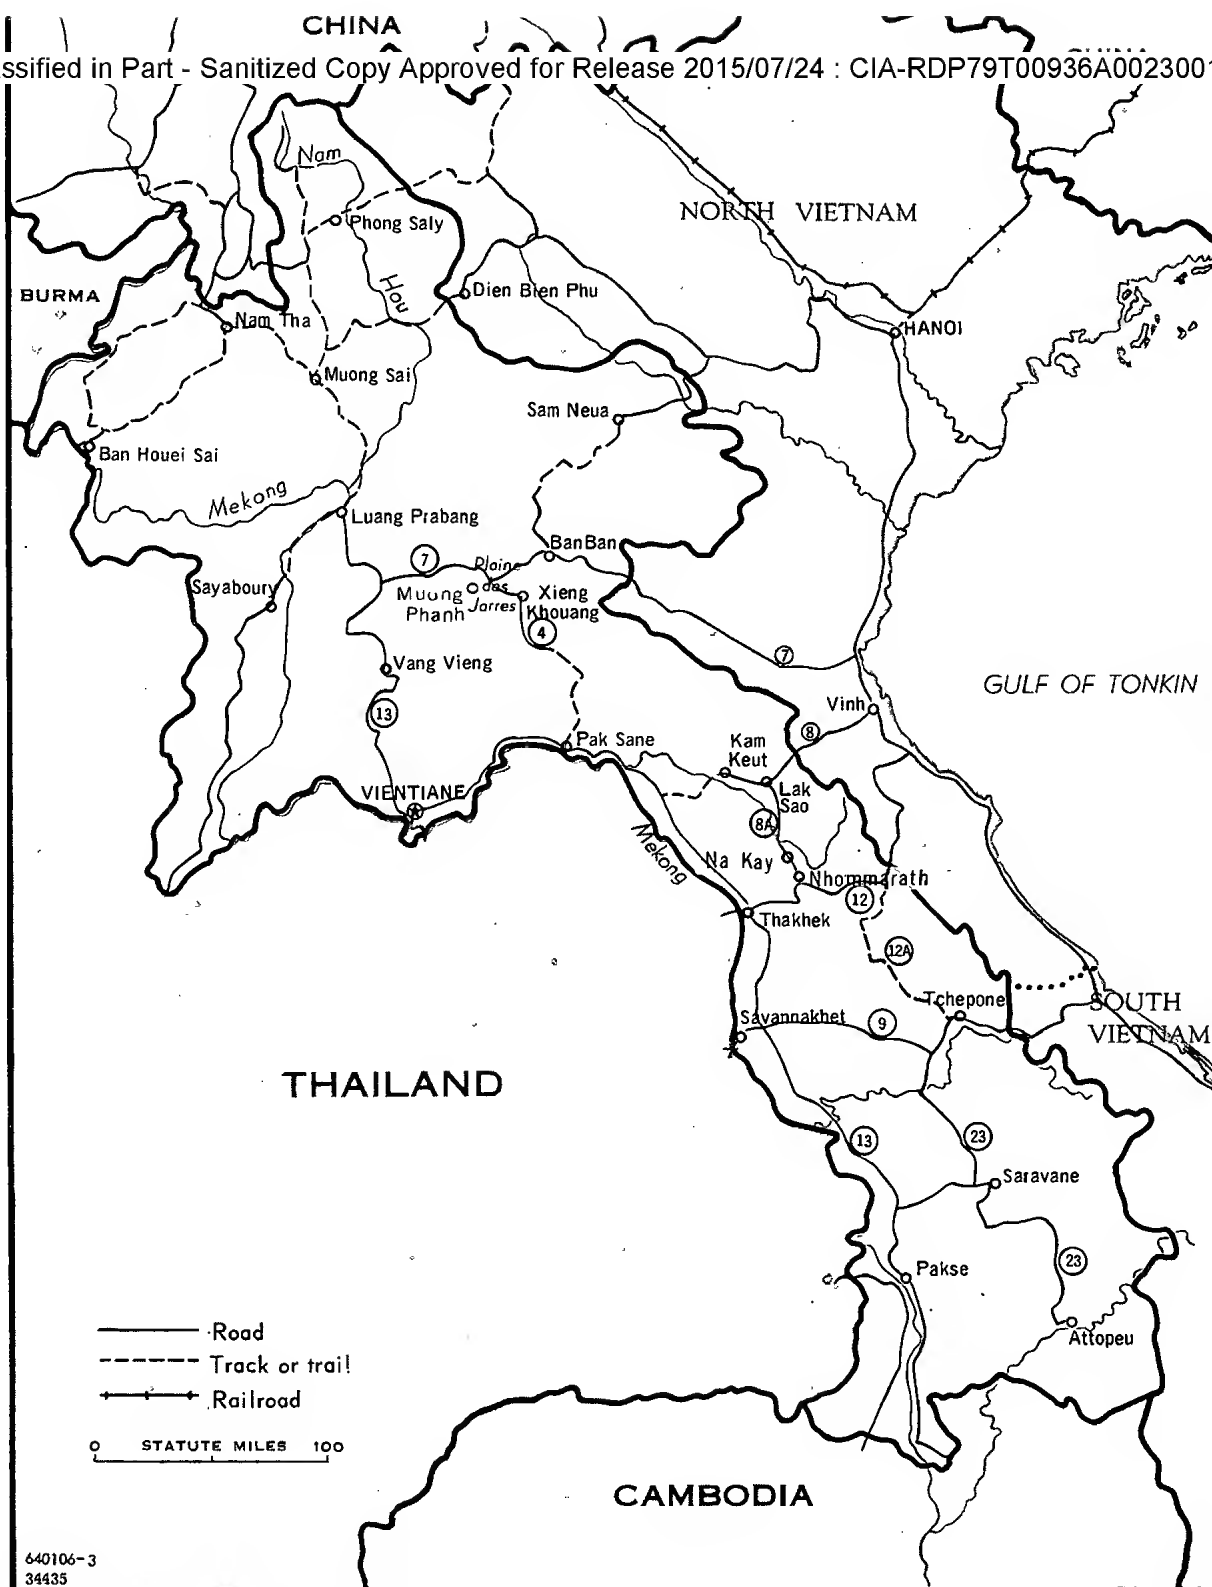 CHINA
CHINA
ssified in Part - Sanitized Copy Approved for Release 2015/07/24 : CIA-RDP79T00936A002300
Nam
NORTH VIETNAM
Phong Saly
Hou
BURMA
Dien Bien Phu
Nam Tha
HANOI
Muong Sai
Sam Neua
Ban Houei Sai
Mekong
Luang Prabang
Ban Ban
7
Plaine
des
Jarres
Sayaboury
Muong
Phanh
Xieng
Khouang
4
7
Vang Vieng
GULF OF TONKIN
13
Vinh
8
Pak Sane
Kam
Keut
VIENTIANE
Lak
Sao
8A
Mekong
Na Kay
Nhommarath
12
Thakhek
12A
Tchepone
SOUTH
VIETNAM
Savannakhet
9
THAILAND
13
23
Saravane
23
Pakse
Attopeu
Road
Track or trail
Railroad
0 STATUTE MILES 100
CAMBODIA
640106-3
34435